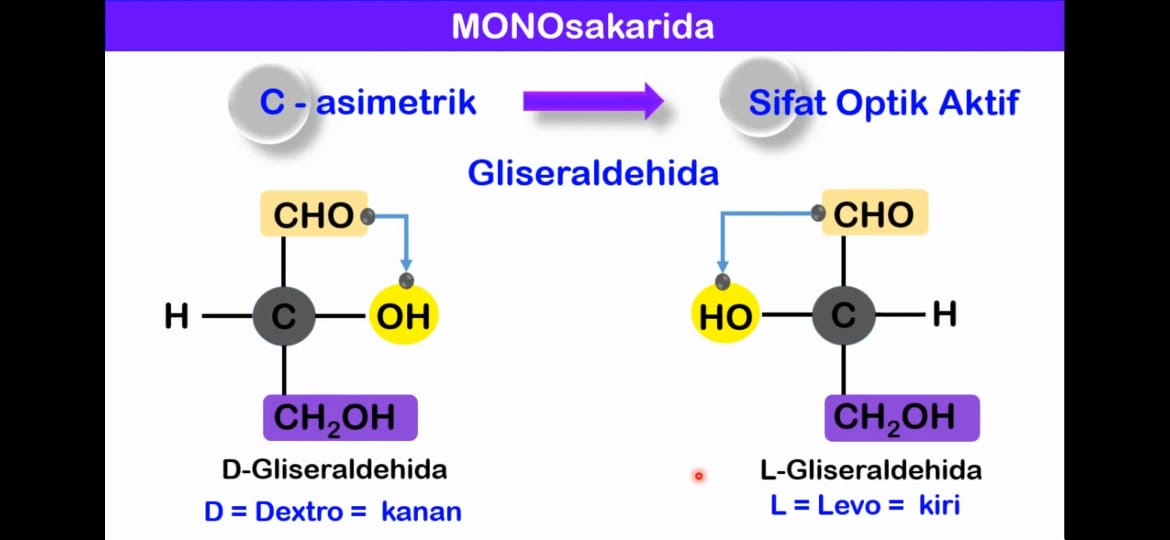 MONOsakarida
C - asimetrik
Sifat Optik Aktif
Gliseraldehida
CHO
H
C
OH
CH₂OH
D-Gliseraldehida
D = Dextro = kanan
CHO
HO
C
H
CH₂OH
L-Gliseraldehida
L = Levo = kiri